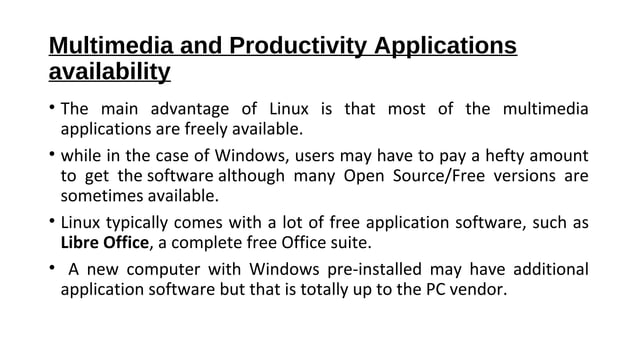 Multimedia and Productivity Applications
availability
• The main advantage of Linux is that most of the multimedia
applications are freely available.
• while in the case of Windows, users may have to pay a hefty amount
to get the software although many Open Source/Free versions are
sometimes available.
• Linux typically comes with a lot of free application software, such as
Libre Office, a complete free Office suite.
• A new computer with Windows pre-installed may have additional
application software but that is totally up to the PC vendor.